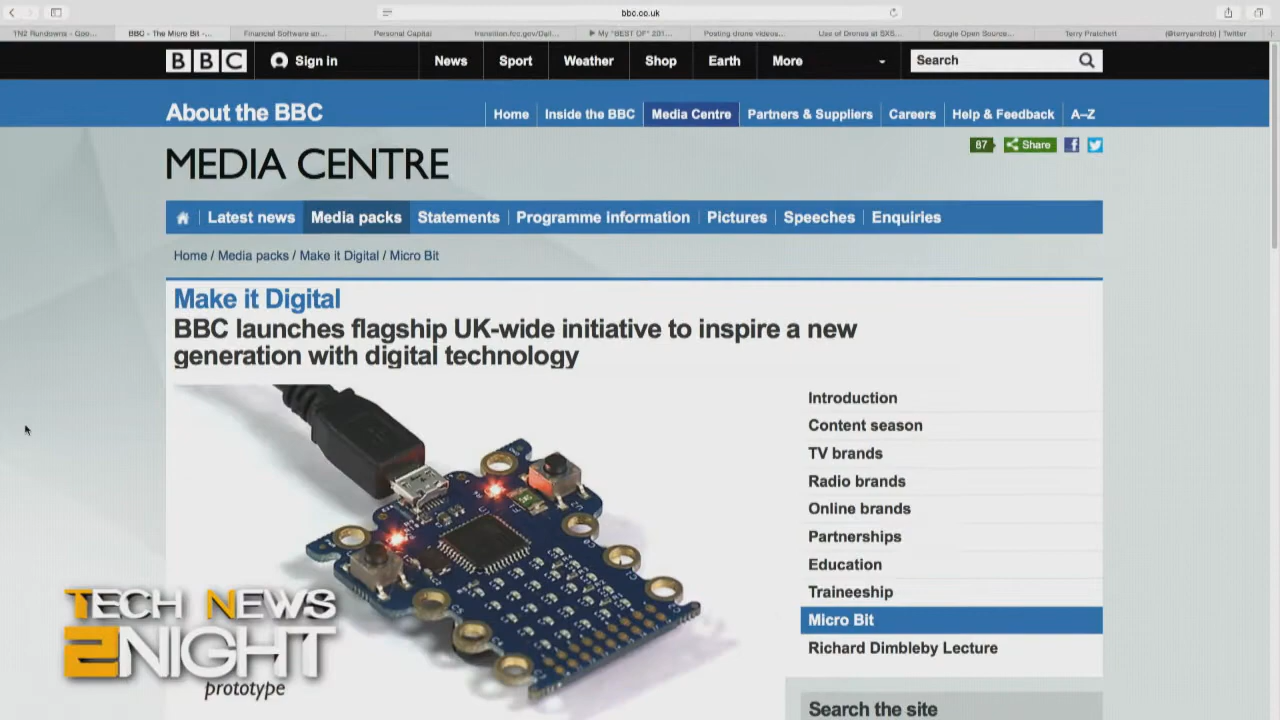 bbc.co.uk
TN2 Rundowns - Goo...
BBC - The Micro Bit -...
Financial Software an...
Personal Capital
transition.fcc.gov/Dail...
My "BEST OF" 201...
Posting drone videos...
Use of Drones at SXS...
Google Open Source...
Terry Pratchett
(@terryandrob) | Twitter
BBC
Sign in
News
Sport
Weather
Shop
Earth
More
Search
About the BBC
Home
Inside the BBC
Media Centre
Partners & Suppliers
Careers
Help & Feedback
A–Z
87
Share
MEDIA CENTRE
Latest news
Media packs
Statements
Programme information
Pictures
Speeches
Enquiries
Home / Media packs / Make it Digital / Micro Bit
Make it Digital
BBC launches flagship UK-wide initiative to inspire a new
generation with digital technology
Introduction
Content season
TV brands
Radio brands
Online brands
Partnerships
Education
Traineeship
Micro Bit
Richard Dimbleby Lecture
Search the site
TECH NEWS
2NIGHT
prototype